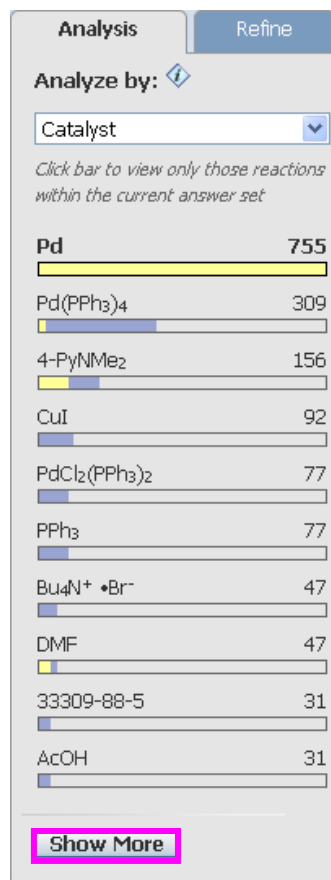 Analysis Refine
Analyze by:
Catalyst
Click bar to view only those reactions
within the current answer set
Pd 755
Pd(PPh₃)₄ 309
4-PyNMe₂ 156
CuI 92
PdCl₂(PPh₃)₂ 77
PPh₃ 77
Bu₄N⁺ •Br⁻ 47
DMF 47
33309-88-5 31
AcOH 31
Show More